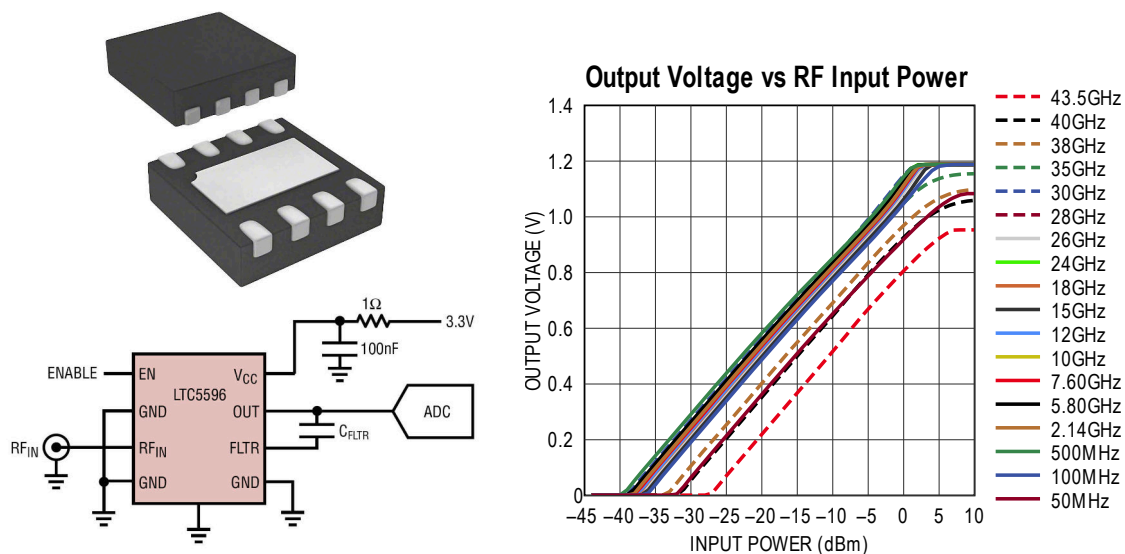 1Ω
3.3V
100nF
ENABLE
EN
VCC
LTC5596
GND
OUT
ADC
CFLTR
RFIN
RFIN
FLTR
GND
GND
Output Voltage vs RF Input Power
OUTPUT VOLTAGE (V)
1.4
1.2
1.0
0.8
0.6
0.4
0.2
0
–45 –40 –35 –30 –25 –20 –15 –10 –5 0 5 10
INPUT POWER (dBm)
43.5GHz
40GHz
38GHz
35GHz
30GHz
28GHz
26GHz
24GHz
18GHz
15GHz
12GHz
10GHz
7.60GHz
5.80GHz
2.14GHz
500MHz
100MHz
50MHz